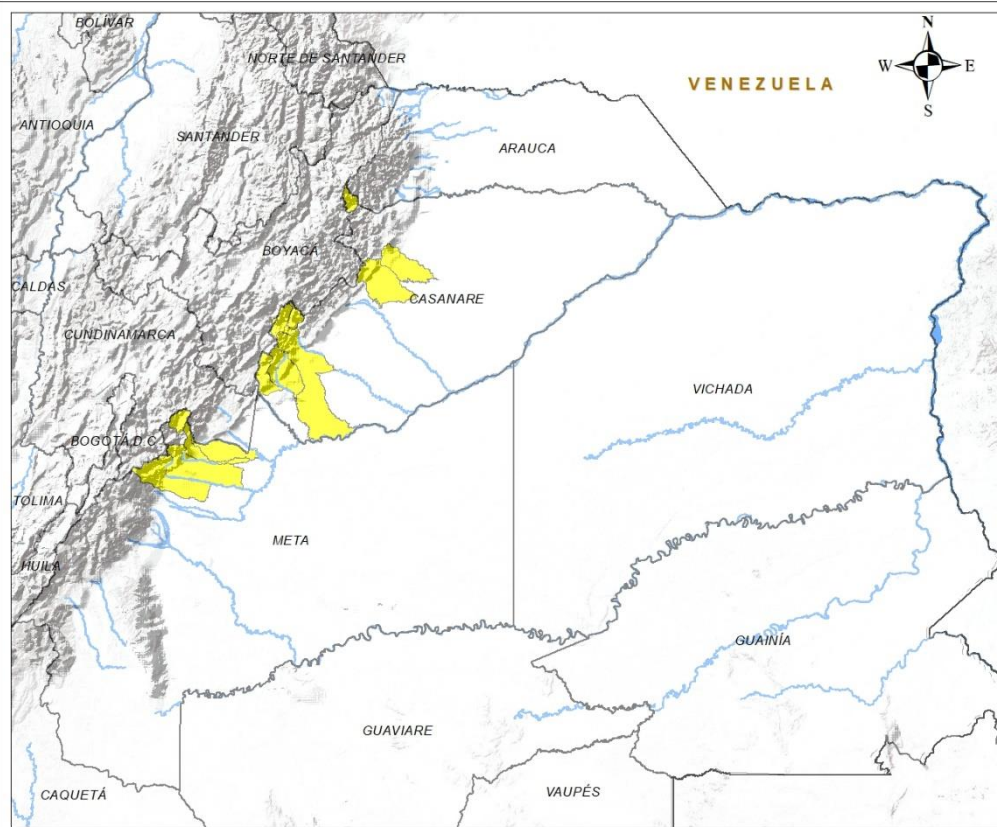 BOLÍVAR
N
NORTE DE SANTANDER
W
E
VENEZUELA
S
ANTIOQUIA
SANTANDER
ARAUCA
BOYACÁ
CALDAS
CASANARE
CUNDINAMARCA
VICHADA
BOGOTÁ D.C
TOLIMA
META
HUILA
GUAINÍA
GUAVIARE
CAQUETÁ
VAUPÉS